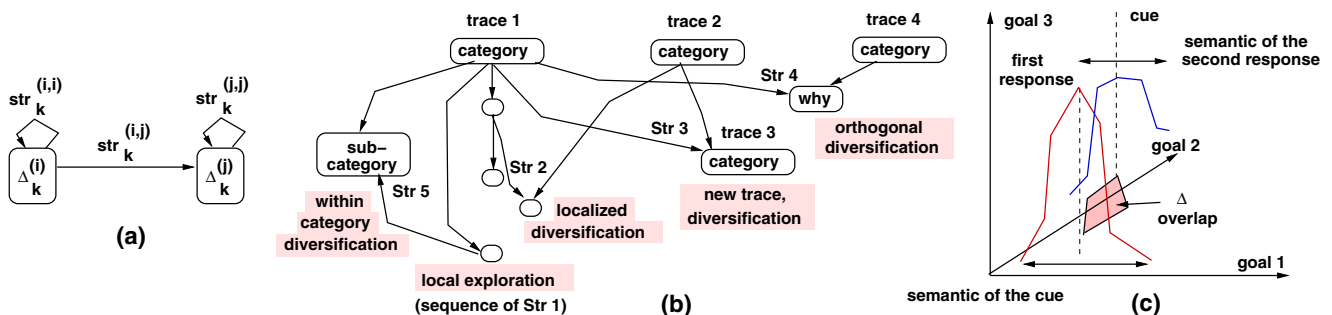 str k (i,i)
str k (j,j)
str k (i,j)
Δ k (i)
Δ k (j)
(a)
trace 1
trace 2
trace 4
category
category
category
Str 4
why
orthogonal
diversification
Str 3
trace 3
category
new trace,
diversification
sub-
category
Str 2
Str 5
within
category
diversification
localized
diversification
local exploration
(sequence of Str 1)
(b)
goal 3
cue
first
response
semantic of the
second response
goal 2
Δ
overlap
goal 1
semantic of the cue
(c)